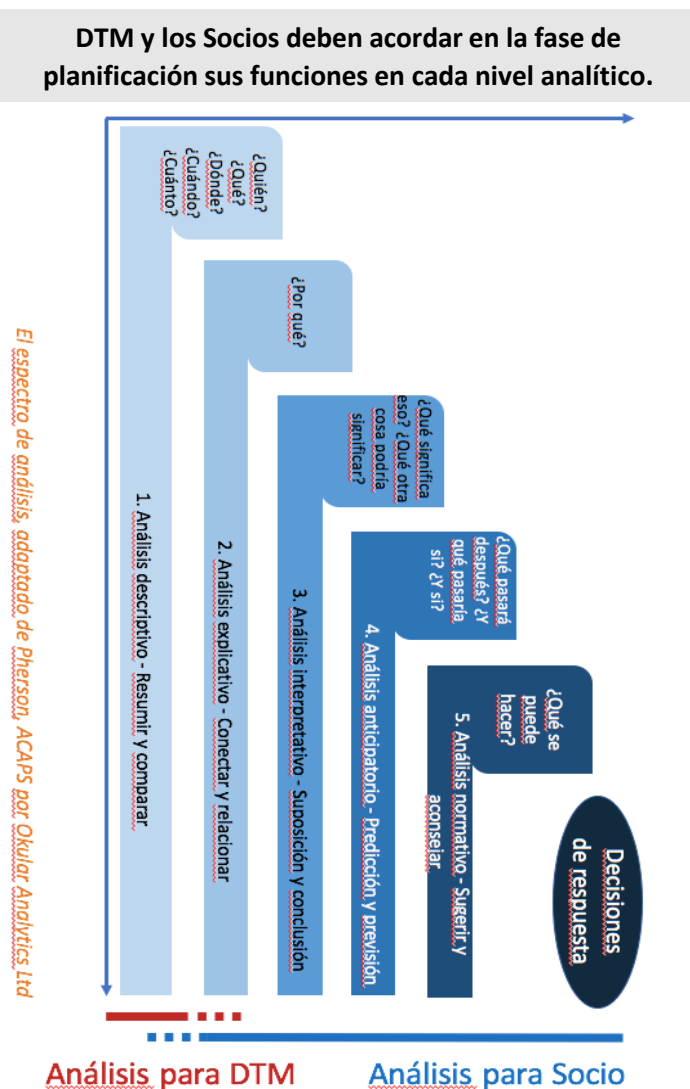 DTM y los Socios deben acordar en la fase de
planificación sus funciones en cada nivel analítico.
¿Quién?
¿Qué?
¿Dónde?
¿Cuándo?
¿Cuánto?
1. Análisis descriptivo - Resumir y comparar
¿Por qué?
2. Análisis explicativo - Conectar y relacionar
¿Qué significa
eso? ¿Qué otra
cosa podría
significar?
3. Análisis interpretativo - Suposición y conclusión
¿Qué pasará
después? ¿Y
qué pasaría
si? ¿Y si?
4. Análisis anticipatorio - Predicción y previsión
¿Qué se
puede
hacer?
5. Análisis normativo - Sugerir y
aconsejar
Decisiones
de respuesta
El espectro de análisis, adaptado de Pherson, ACAPS por Okular Analytics Ltd
Análisis para DTM
Análisis para Socio